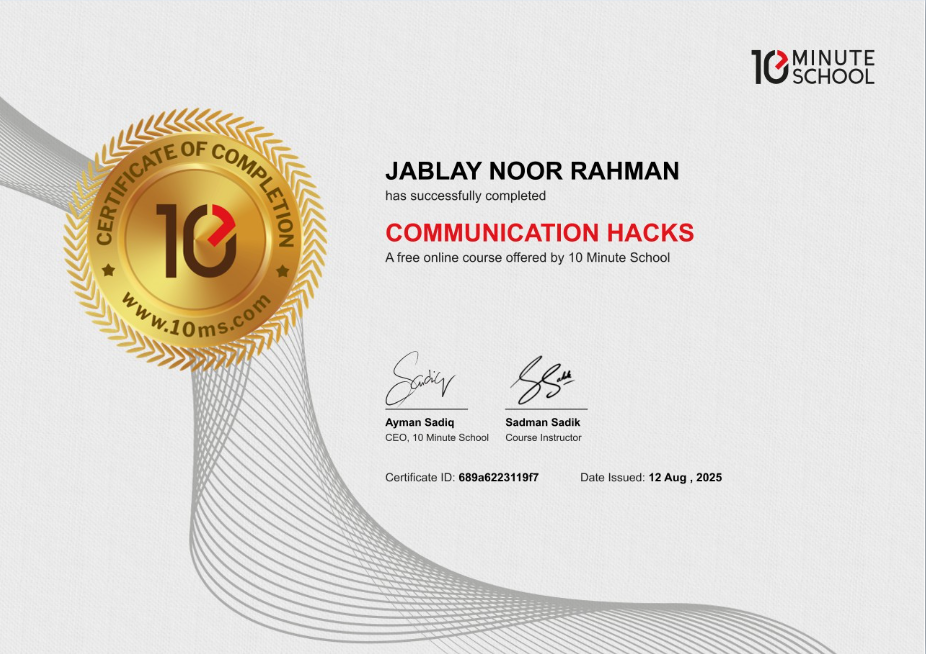 10 MINUTE
SCHOOL
CERTIFICATE OF COMPLETION
10
www.10ms.com
JABLAY NOOR RAHMAN
has successfully completed
COMMUNICATION HACKS
A free online course offered by 10 Minute School
Sadiq
Ayman Sadiq
CEO, 10 Minute School
Sadman Sadik
Course Instructor
Certificate ID: 689a6223119f7
Date Issued: 12 Aug , 2025